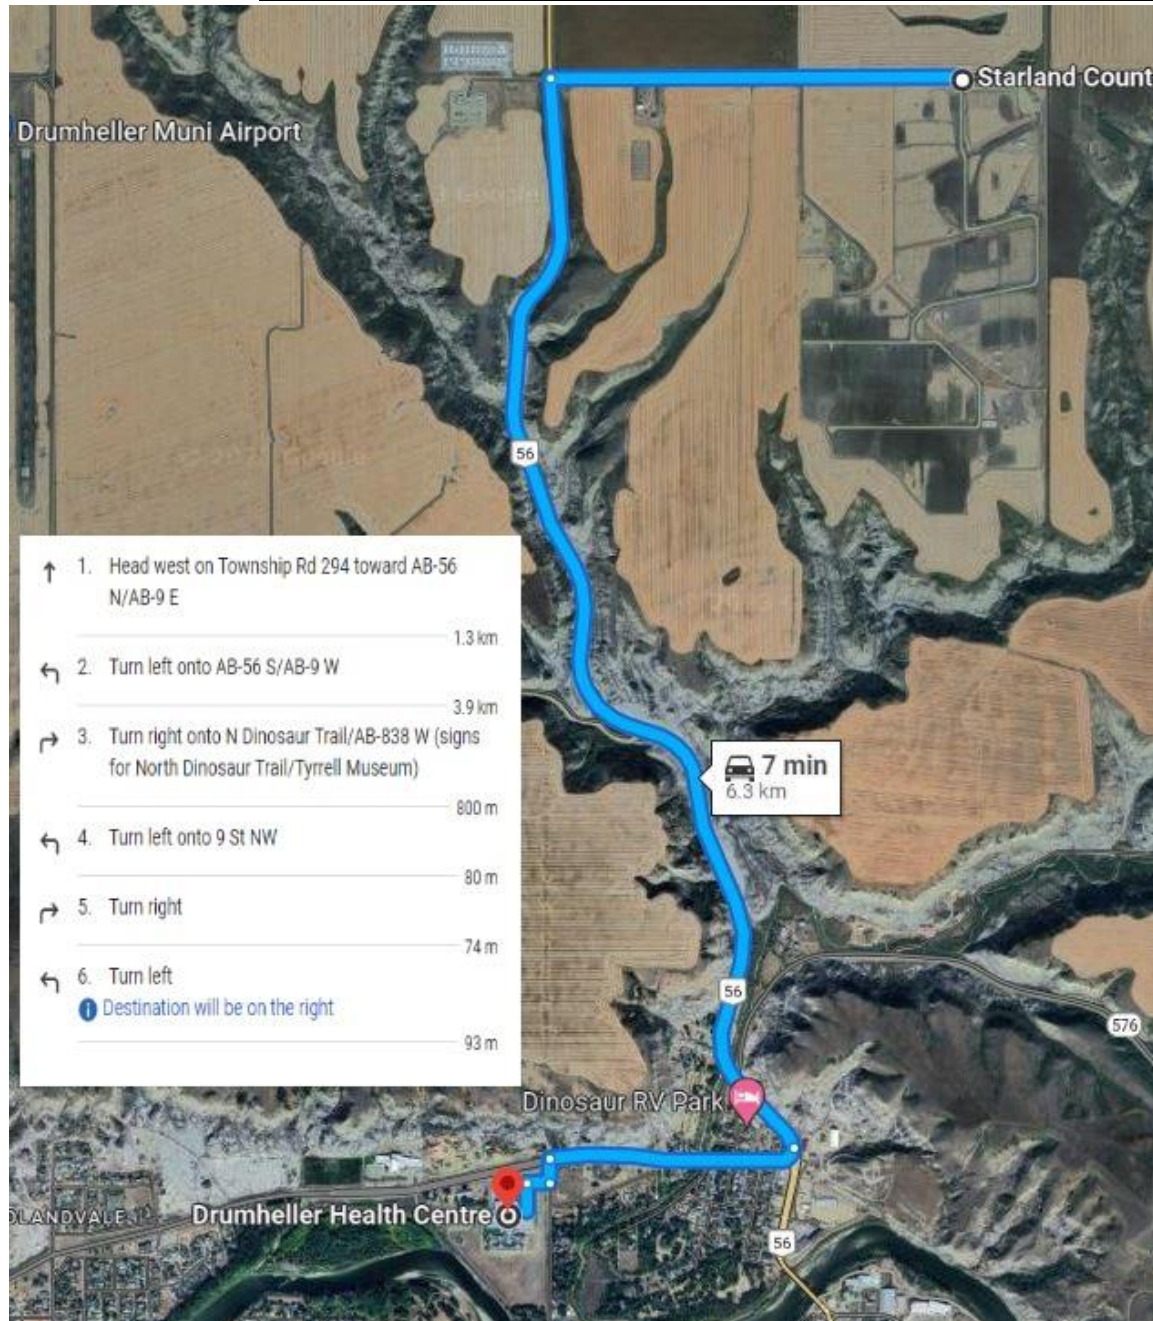 Starland Count
Drumheller Muni Airport
56
1. Head west on Township Rd 294 toward AB-56
N/AB-9 E
1.3 km
2. Turn left onto AB-56 S/AB-9 W
3.9 km
3. Turn right onto N Dinosaur Trail/AB-838 W (signs
for North Dinosaur Trail/Tyrrell Museum)
800 m
4. Turn left onto 9 St NW
80 m
5. Turn right
74 m
6. Turn left
Destination will be on the right
93 m
7 min
6.3 km
56
576
Dinosaur RV Park
Drumheller Health Centre
DLANDVALE
56